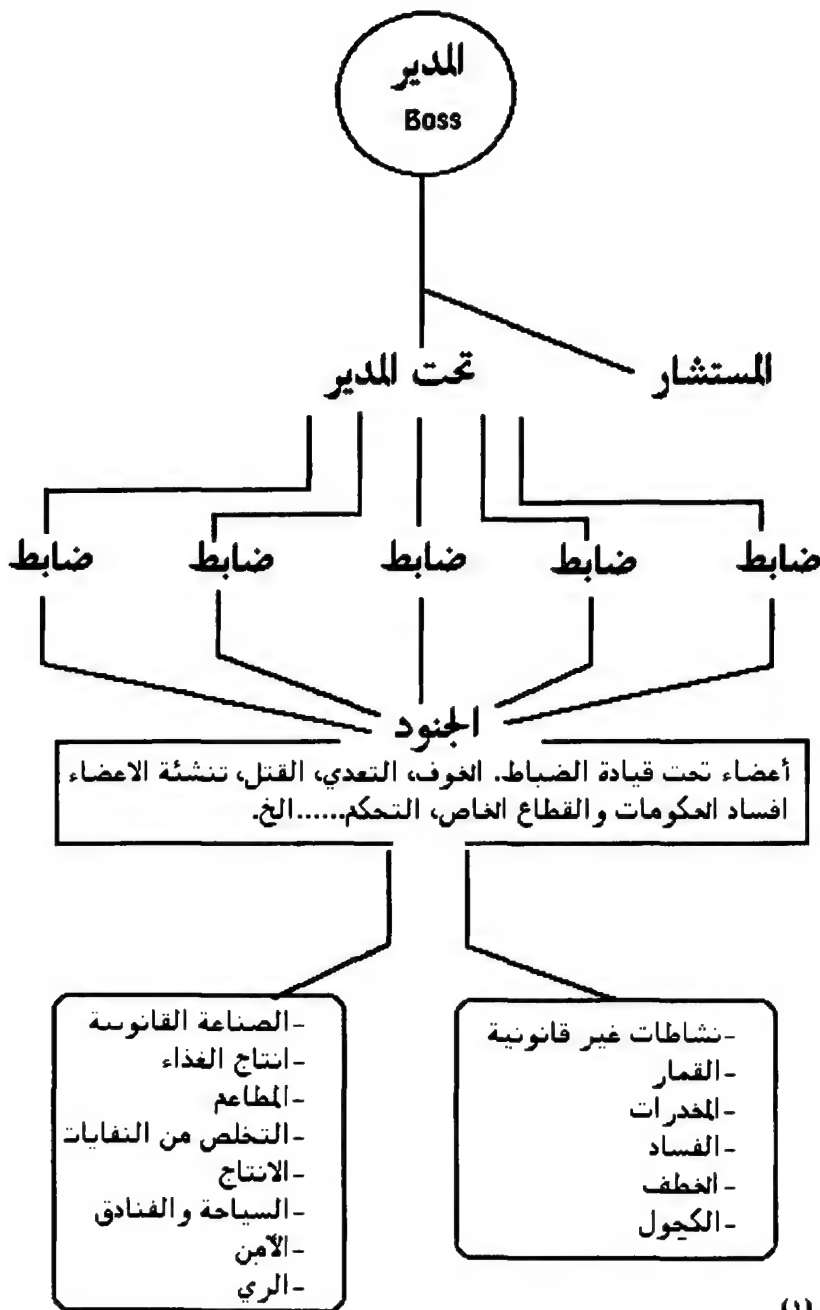 المدير
Boss
المستشار
تحت المدير
ضابط
ضابط
ضابط
ضابط
ضابط
الجنود
أعضاء تحت قيادة الضباط. الخوف، التعدي، القتل، تنشئة الاعضاء
افساد الحكومات و القطاع الخاص، التحكم......الخ.
-نشاطات غير قانونية
-القمار
-المخدرات
-الفساد
-الخطف
-الكحول
-الصناعة القانونية
-انتاج الغذاء
-المطاعم
-التخلص من النفايات
-الانتاج
-السياحة و الفنادق
-الأمن
-الري
(١)